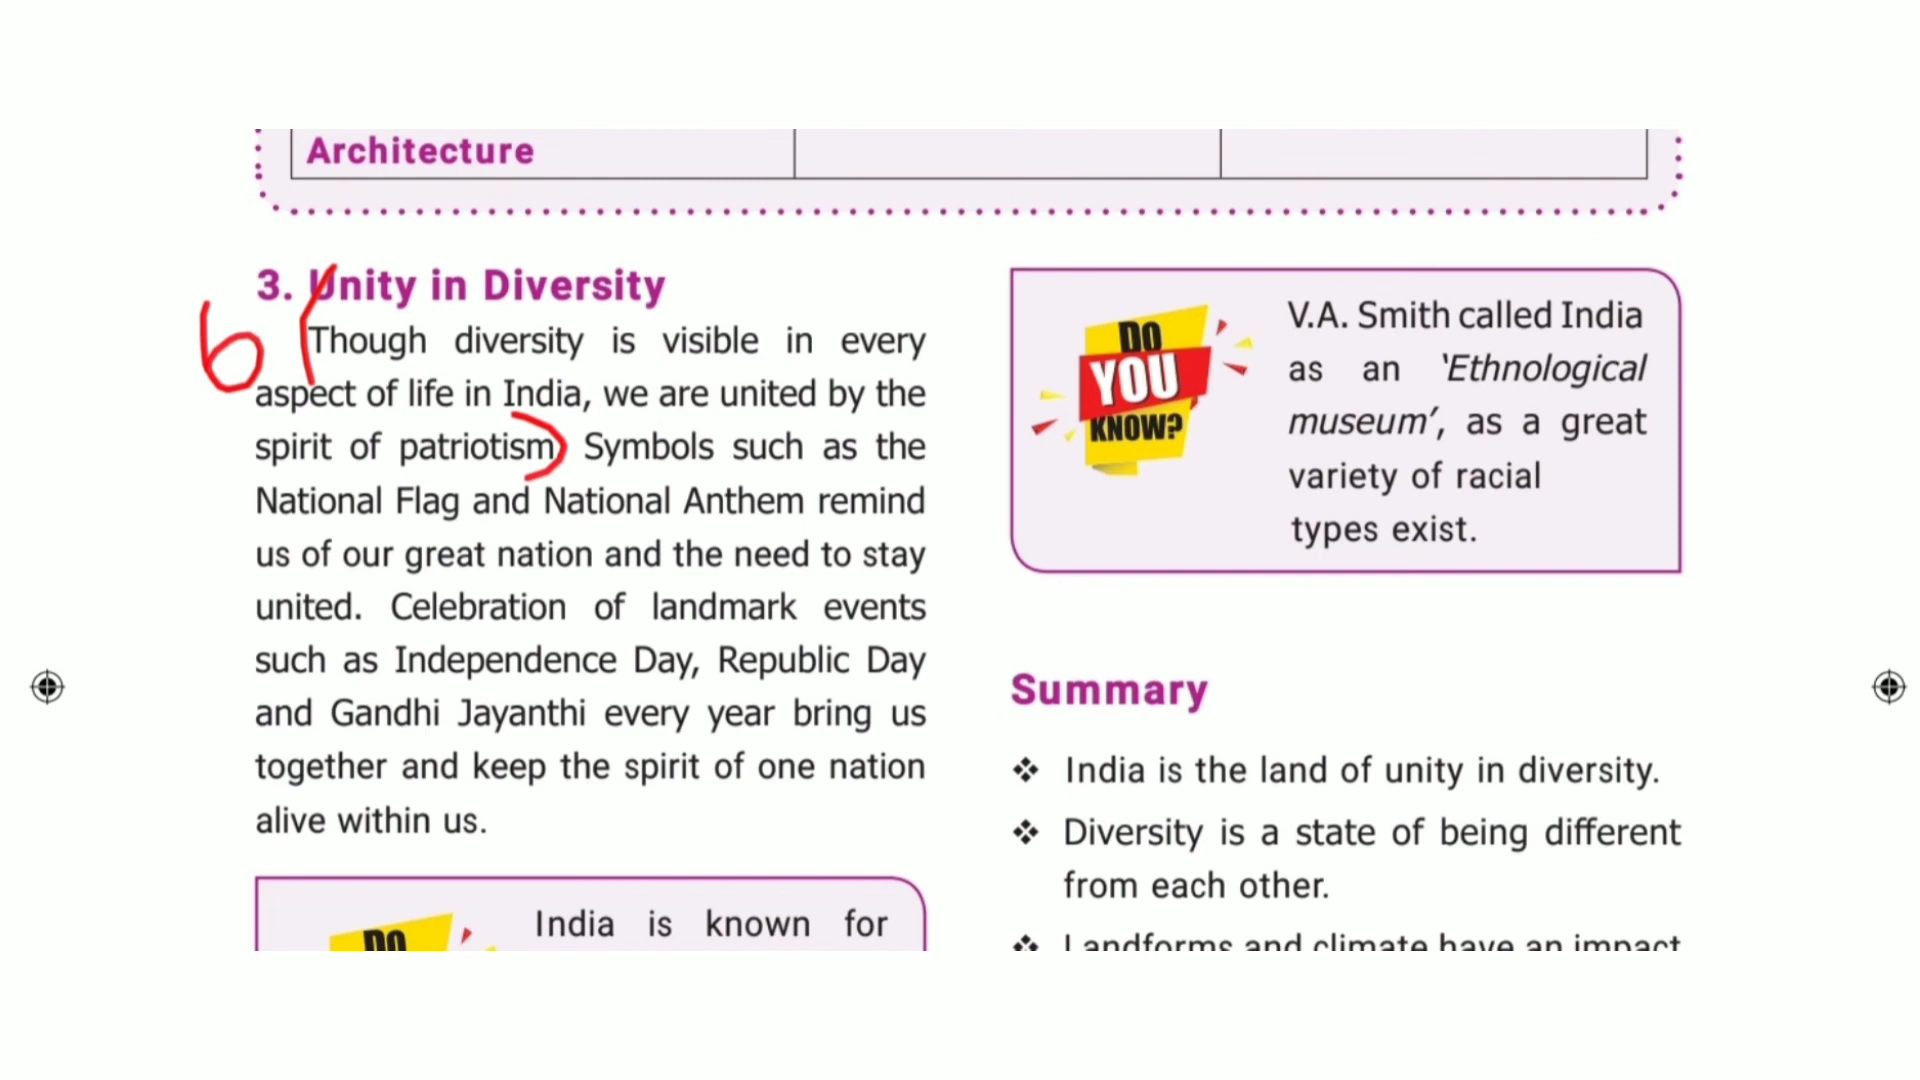 Architecture
3. Unity in Diversity
6
Though diversity is visible in every
aspect of life in India, we are united by the
spirit of patriotism. Symbols such as the
National Flag and National Anthem remind
us of our great nation and the need to stay
united. Celebration of landmark events
such as Independence Day, Republic Day
and Gandhi Jayanthi every year bring us
together and keep the spirit of one nation
alive within us.
DO
India is known for
DO
YOU
KNOW?
V.A. Smith called India
as an ‘Ethnological
museum’, as a great
variety of racial
types exist.
Summary
❖ India is the land of unity in diversity.
❖ Diversity is a state of being different
from each other.
❖ Landforms and climate have an impact